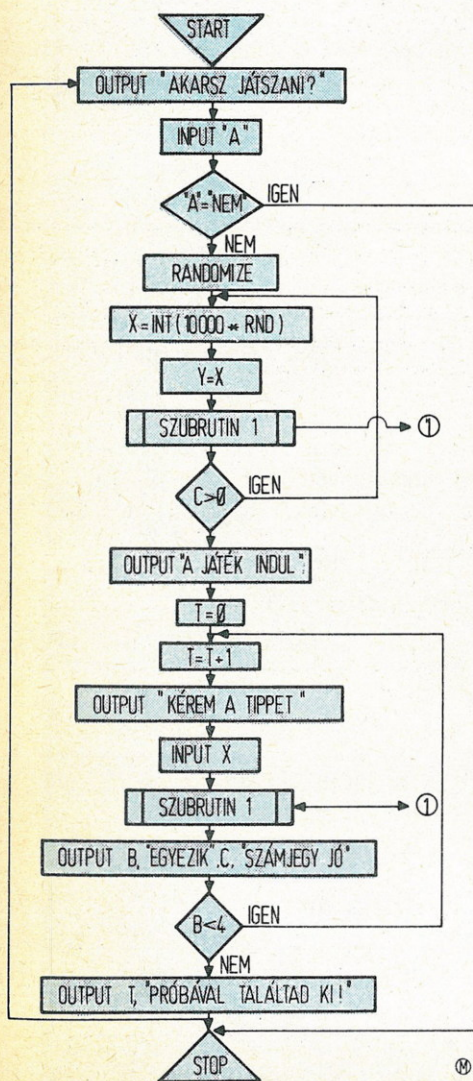 START
OUTPUT "AKARSZ JÁTSZANI?"
INPUT "A"
"A"="NEM"
IGEN
NEM
RANDOMIZE
X=INT(10000*RND)
Y=X
SZUBRUTIN 1
①
C>0
IGEN
OUTPUT "A JÁTÉK INDUL"
T=0
T=T+1
OUTPUT "KÉREM A TIPPET"
INPUT X
SZUBRUTIN 1
①
OUTPUT B, "EGYEZIK".C, "SZÁMJEGY JÓ"
B<4
IGEN
NEM
OUTPUT T, "PRÓBÁVAL TALÁLTAD KI!"
STOP
Ⓜ